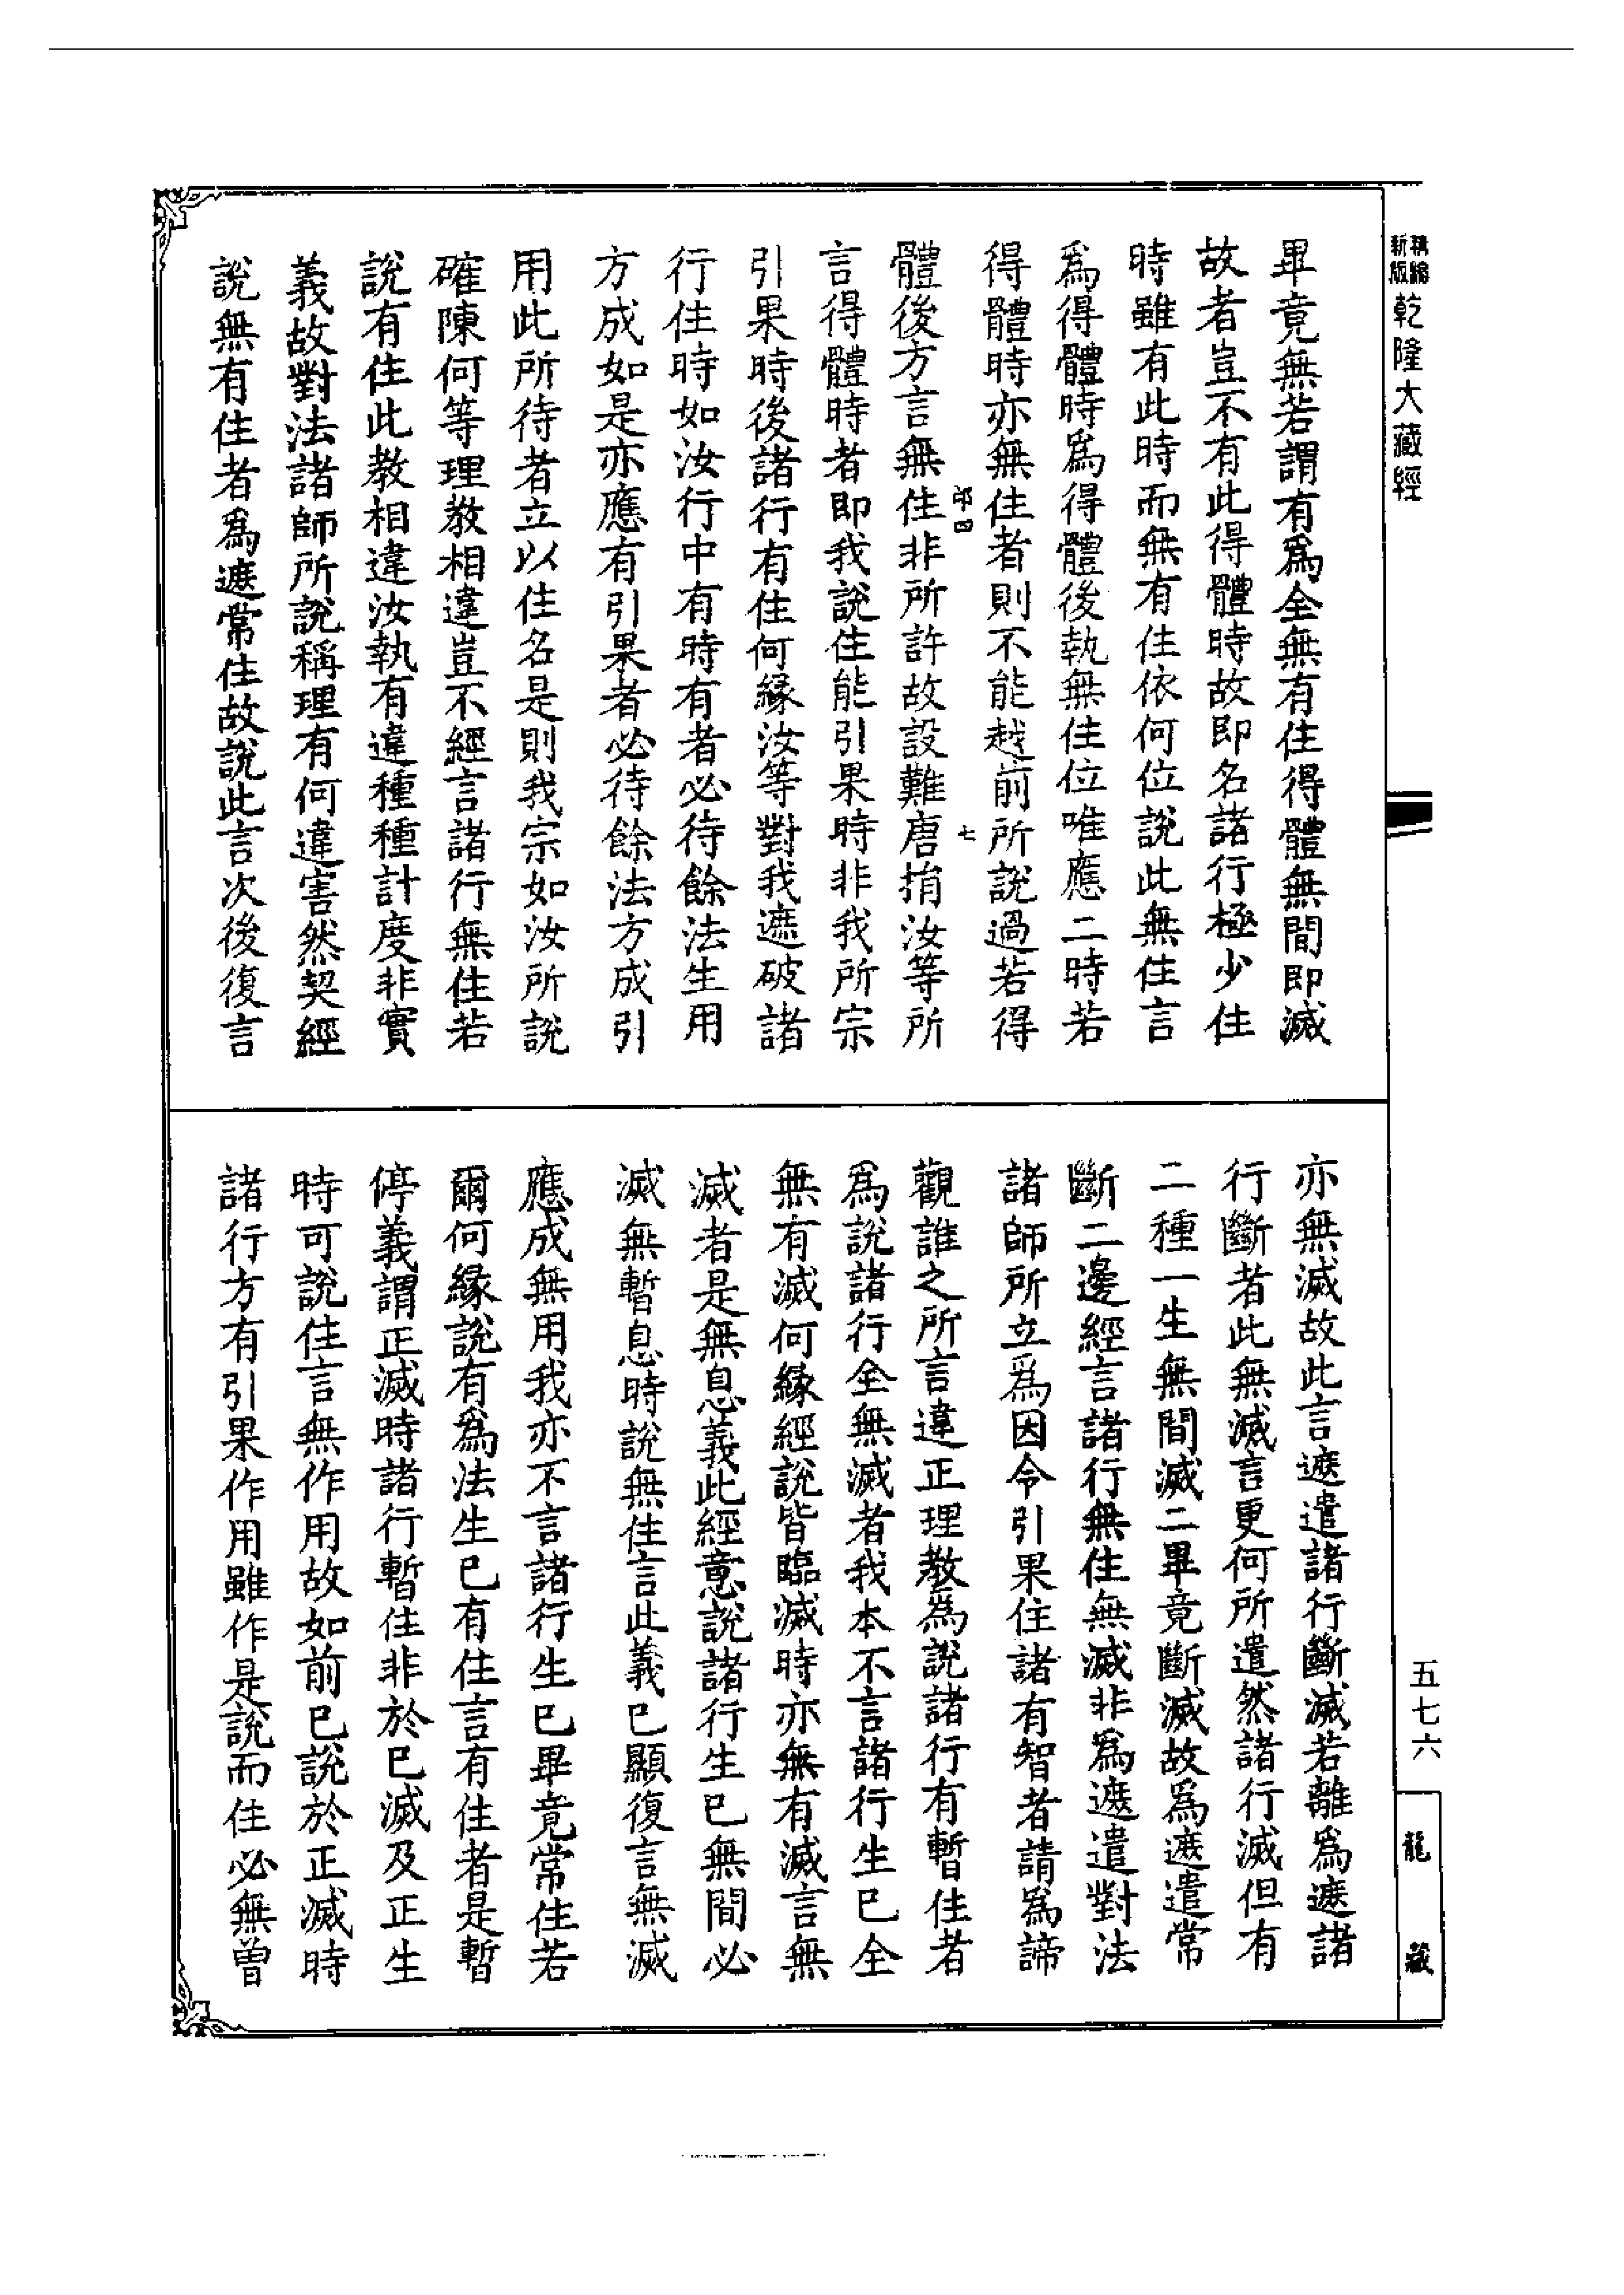 新編縮版乾隆大藏經
畢竟無若謂有爲全無有住得體無間即滅
故者豈不有此得體時故即名諸行極少住
時雖有此時而無有住依何位說此無住言
爲得體時爲得體後執無住位唯應二時若
得體時亦無住者則不能越前所說過若得
邱四 七
體後方言無住非所許故設難唐捐汝等所
言得體時者即我說住能引果時非我所宗
引果時後諸行有住何緣汝等對我遮破諸
行住時如汝行中有時有者必待餘法生用
方成如是亦應有引果者必待餘法方成引
用此所待者立以住名是則我宗如汝所說
確陳何等理教相違豈不經言諸行無住若
說有住此教相違汝執有違種種計度非實
義故對法諸師所說稱理有何違害然契經
說無有住者爲遮常住故說此言次後復言
亦無滅故此言遮遣諸行斷滅若離爲遮諸
行斷者此無滅言更何所遣然諸行滅但有
二種一生無間滅二畢竟斷滅故爲遮遣常
斷二邊經言諸行無住無滅非爲遮遣對法
諸師所立爲因令引果住諸有智者請爲諦
觀誰之所言違正理教爲說諸行有暫住者
爲說諸行全無滅者我本不言諸行生已全
無有滅何緣經說皆臨滅時亦無有滅言無
滅者是無息義此經意說諸行生已無間必
滅無暫息時說無住言此義已顯復言無滅
應成無用我亦不言諸行生已畢竟常住若
爾何緣說有爲法生已有住言有住者是暫
停義謂正滅時諸行暫住非於已滅及正生
時可說住言無作用故如前已說於正滅時
諸行方有引果作用雖作是說而住必無曾
五七六
龍藏